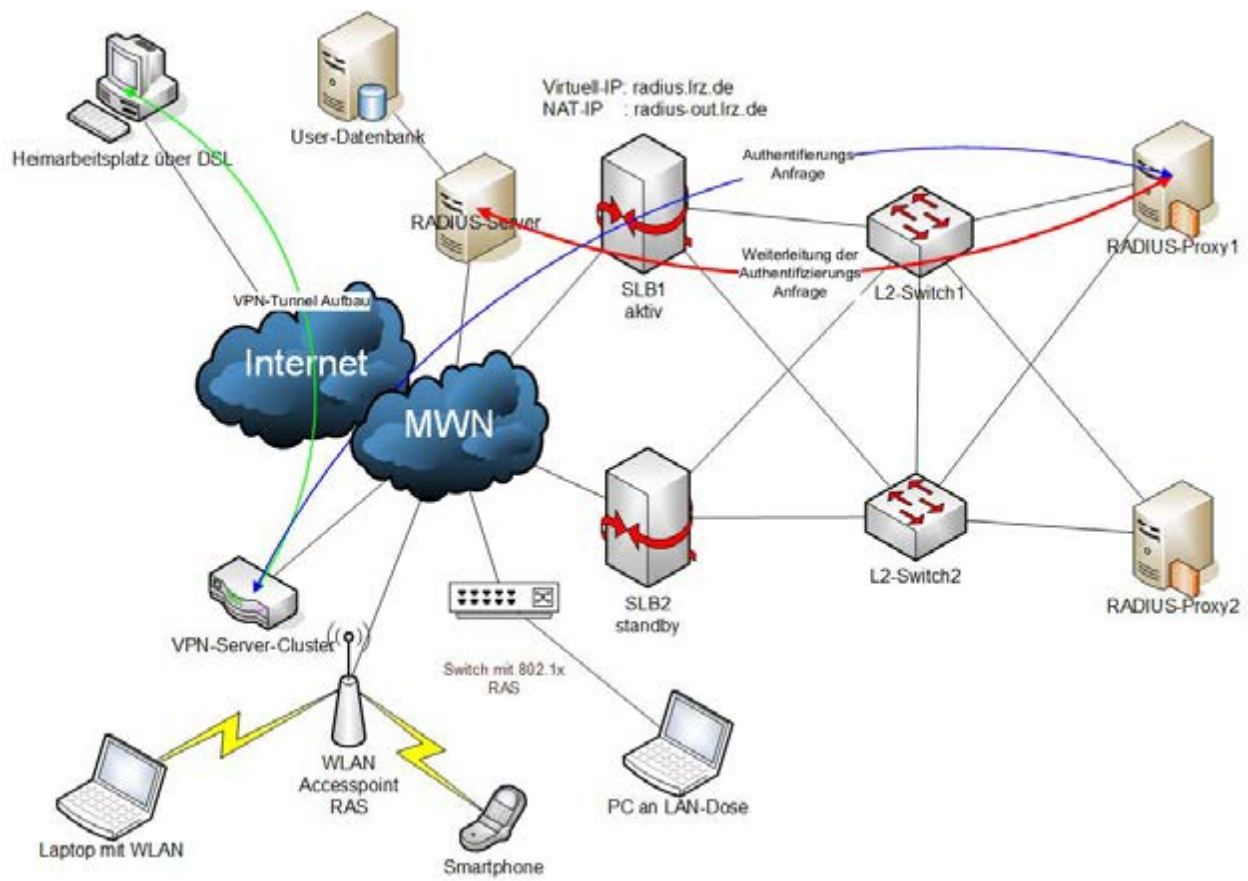 Virtuell-IP: radius.lrz.de
NAT-IP : radius-out.lrz.de
User-Datenbank
Heimarbeitsplatz über DSL
Authentifierungs
Anfrage
RADIUS-Server
RADIUS-Proxy1
Weiterleitung der
Authentifizierungs
Anfrage
SLB1
aktiv
L2-Switch1
VPN-Tunnel Aufbau
Internet
MWN
L2-Switch2
SLB2
standby
RADIUS-Proxy2
VPN-Server-Cluster
Switch mit 802.1x
RAS
WLAN
Accesspoint
RAS
PC an LAN-Dose
Laptop mit WLAN
Smartphone